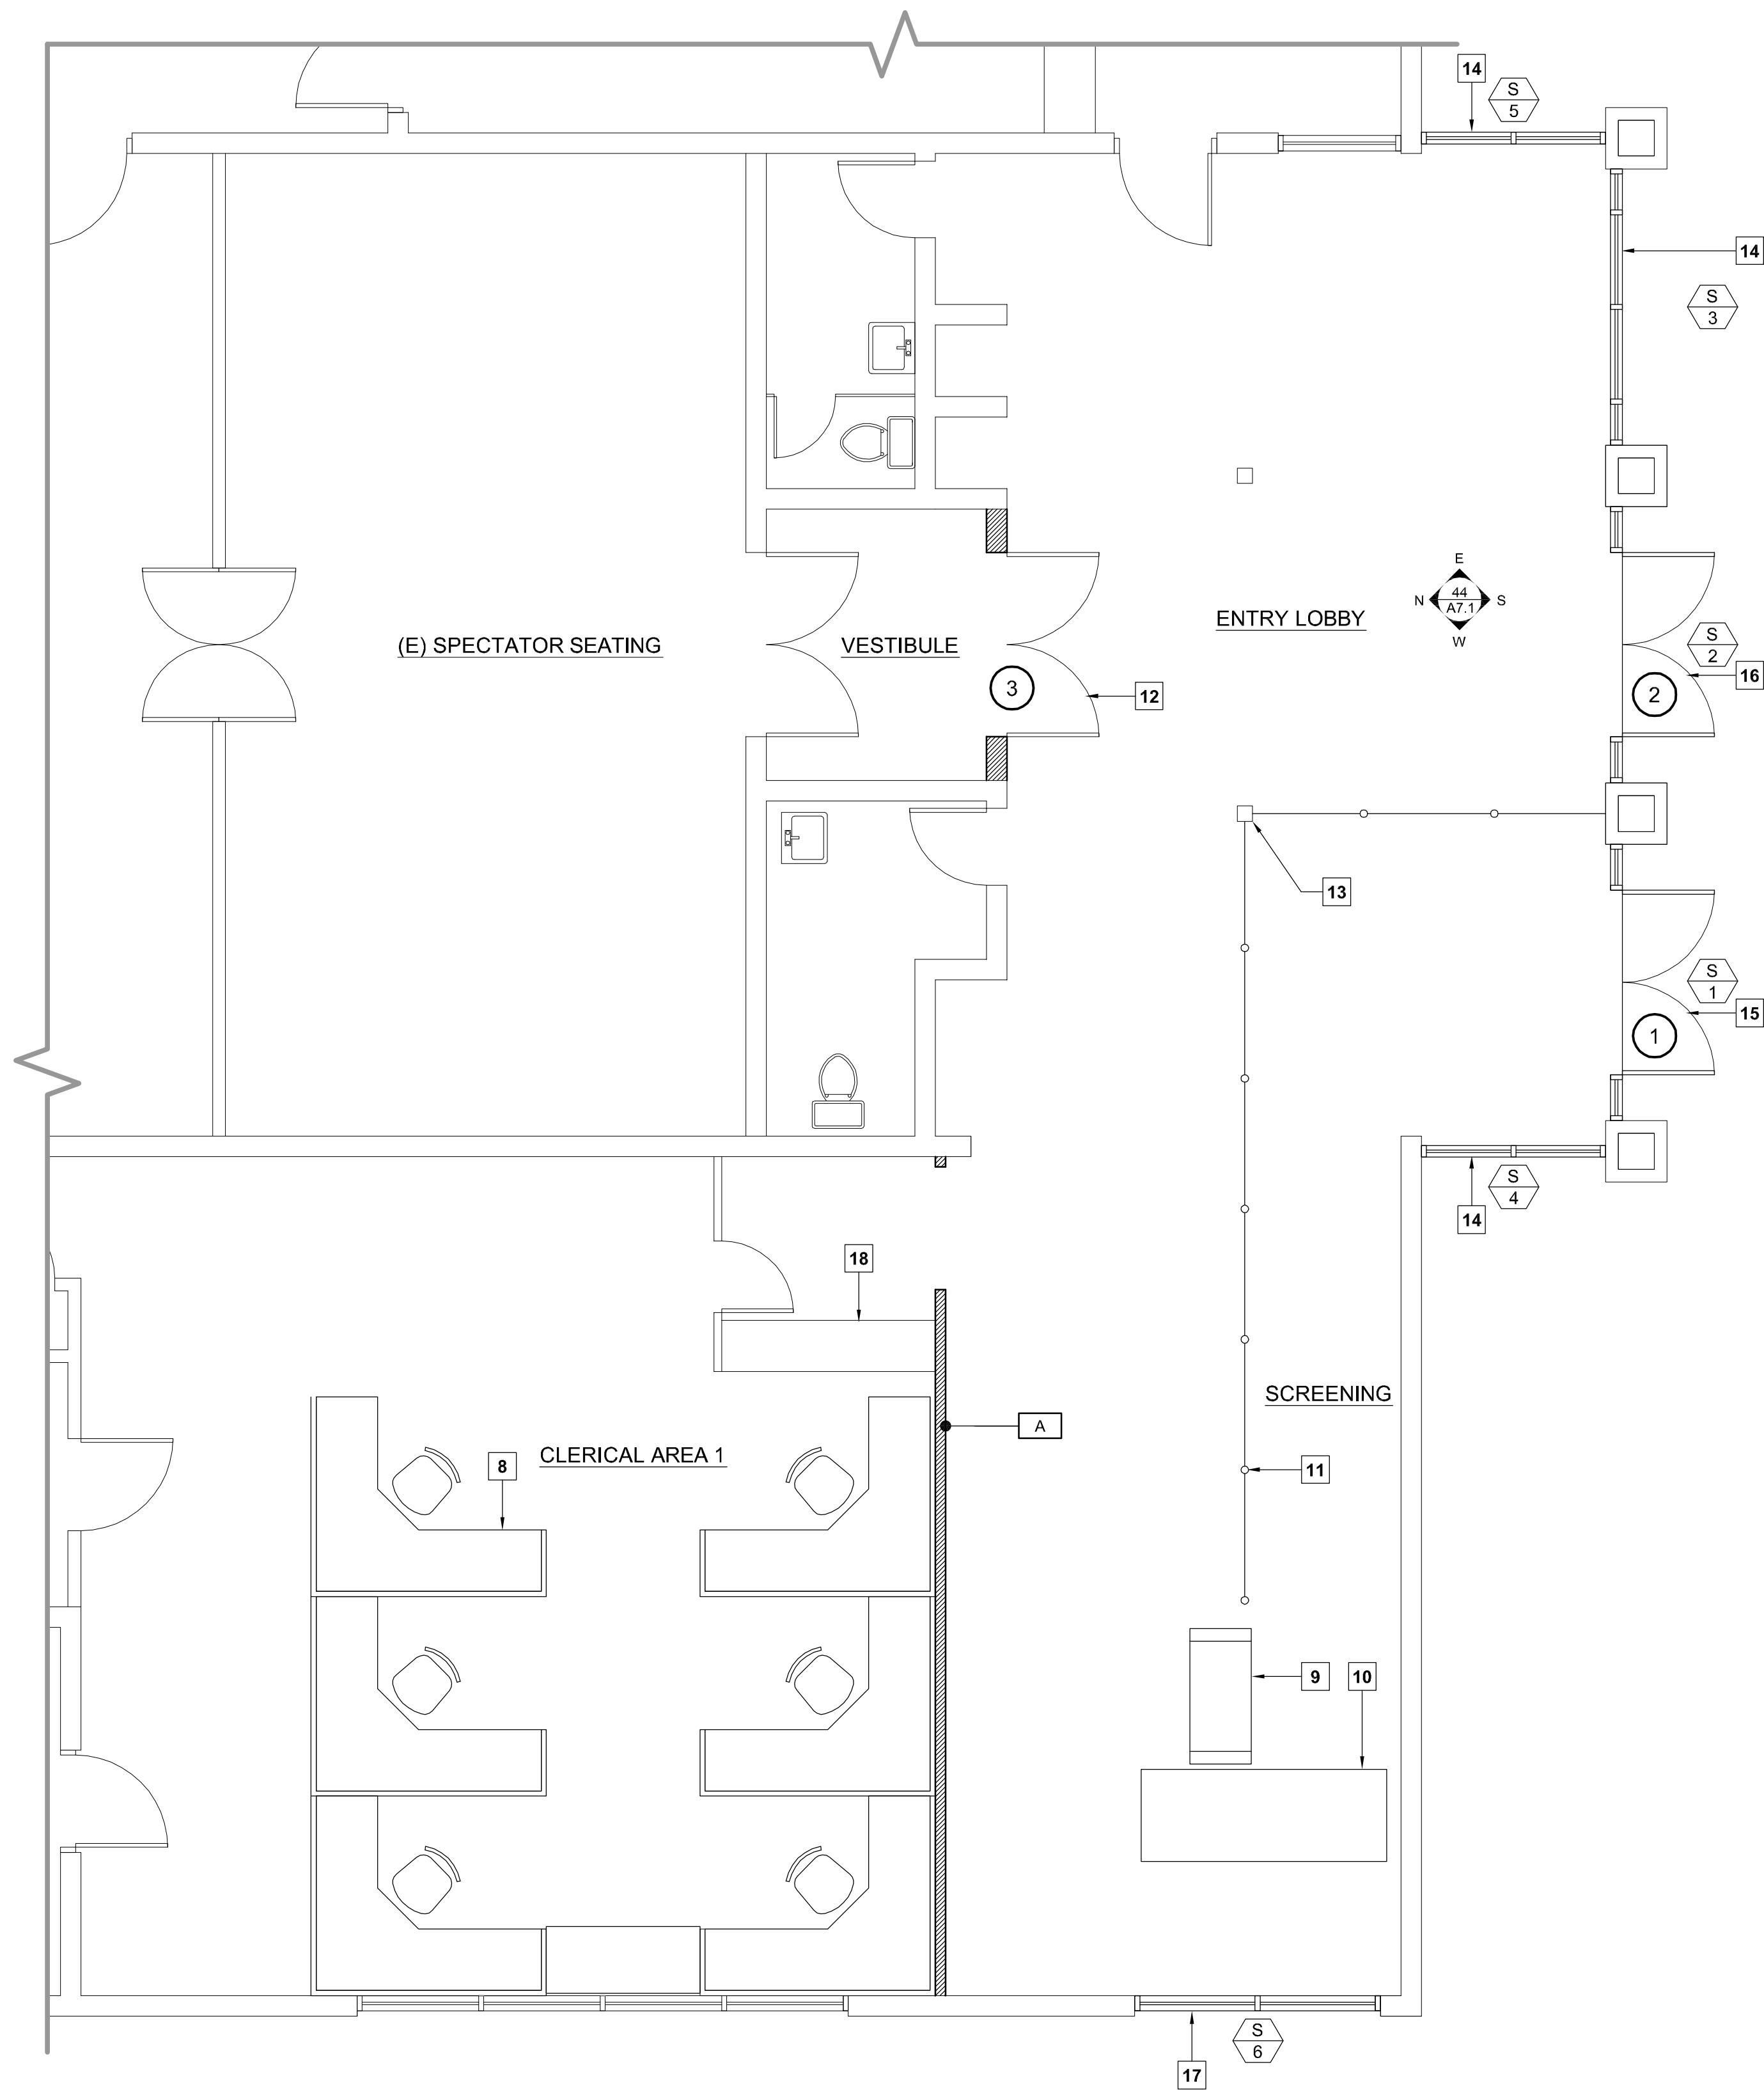 14
S
5
14
S
3
E
N
44
A7.1
S
W
ENTRY LOBBY
(E) SPECTATOR SEATING
VESTIBULE
S
2
16
3
12
2
13
S
1
15
1
S
4
14
18
SCREENING
A
CLERICAL AREA 1
8
11
9
10
S
6
17